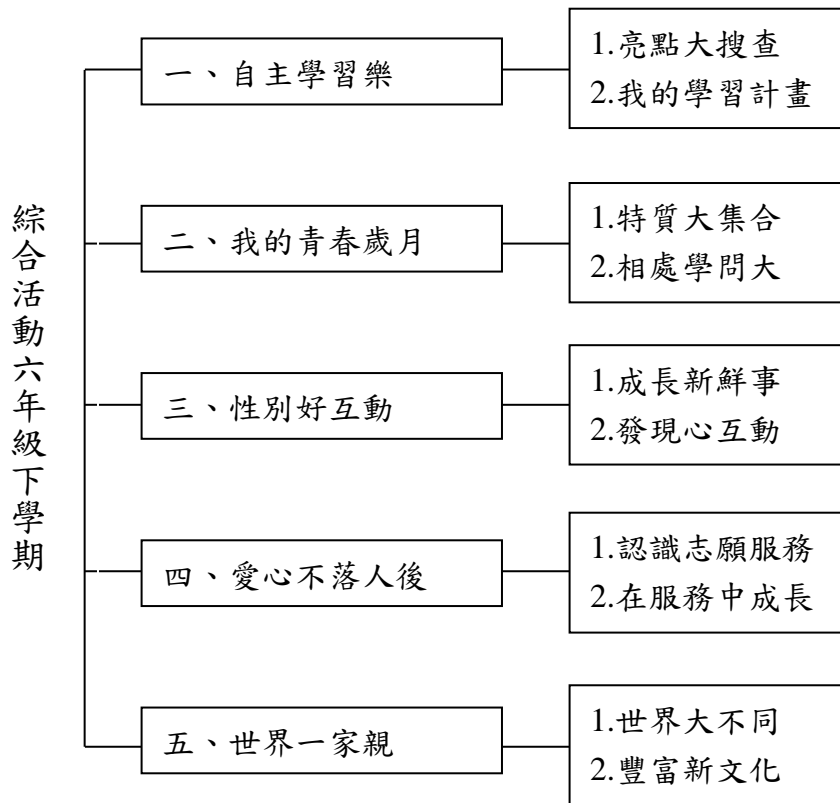 綜合活動六年級下學期
一、自主學習樂
1.亮點大搜查
2.我的學習計畫
二、我的青春歲月
1.特質大集合
2.相處學問大
三、性別好互動
1.成長新鮮事
2.發現心互動
四、愛心不落人後
1.認識志願服務
2.在服務中成長
五、世界一家親
1.世界大不同
2.豐富新文化